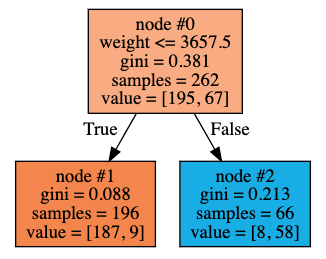 node #0
weight <= 3657.5
gini = 0.381
samples = 262
value = [195, 67]
True
False
node #1
gini = 0.088
samples = 196
value = [187, 9]
node #2
gini = 0.213
samples = 66
value = [8, 58]